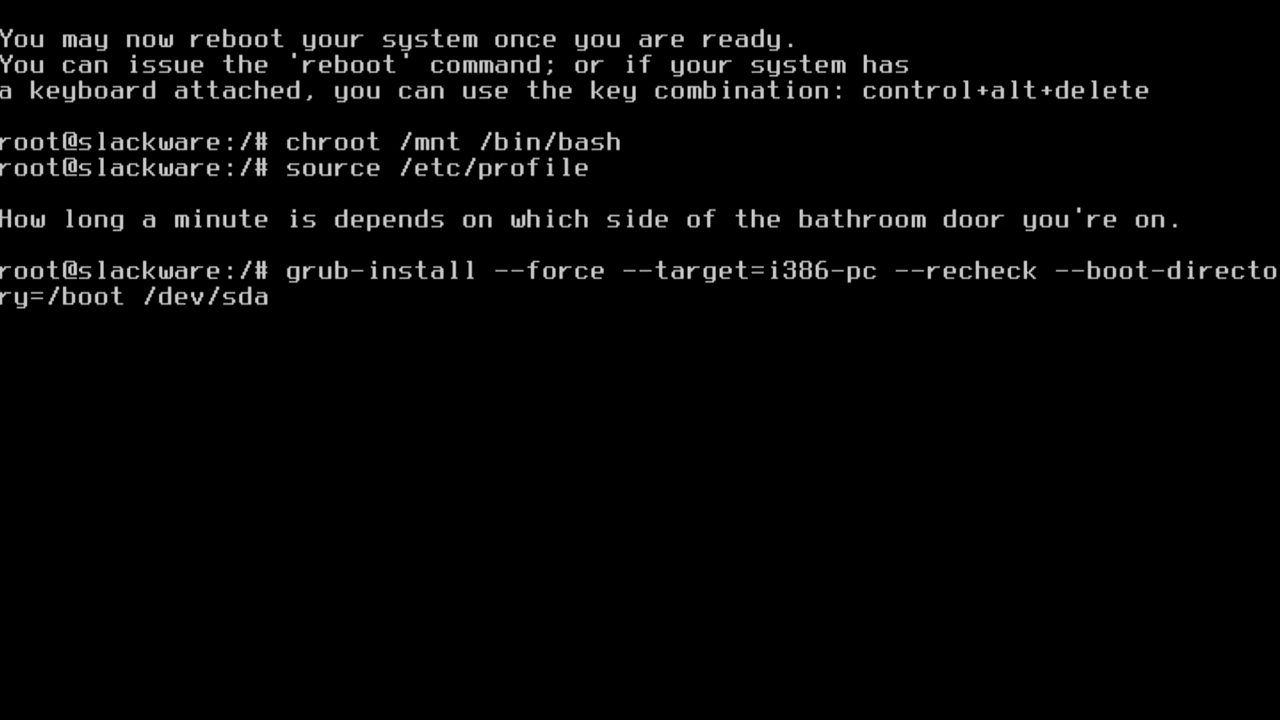 You may now reboot your system once you are ready.
You can issue the 'reboot' command; or if your system has
a keyboard attached, you can use the key combination: control+alt+delete
root@slackware:/# chroot /mnt /bin/bash
root@slackware:/# source /etc/profile
How long a minute is depends on which side of the bathroom door you're on.
root@slackware:/# grub-install --force --target=i386-pc --recheck --boot-directo
ry=/boot /dev/sda